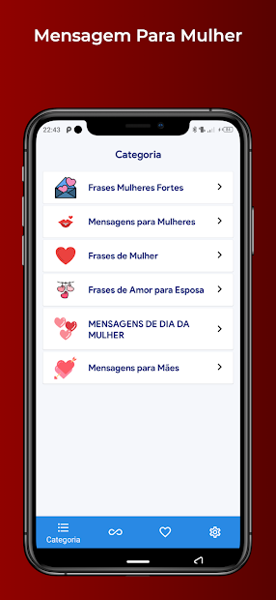 Mensagem Para Mulher
22:43
Categoria
Frases Mulheres Fortes
Mensagens para Mulheres
Frases de Mulher
Frases de Amor para Esposa
MENSAGENS DE DIA DA
MULHER
Mensagens para Mães
Categoria